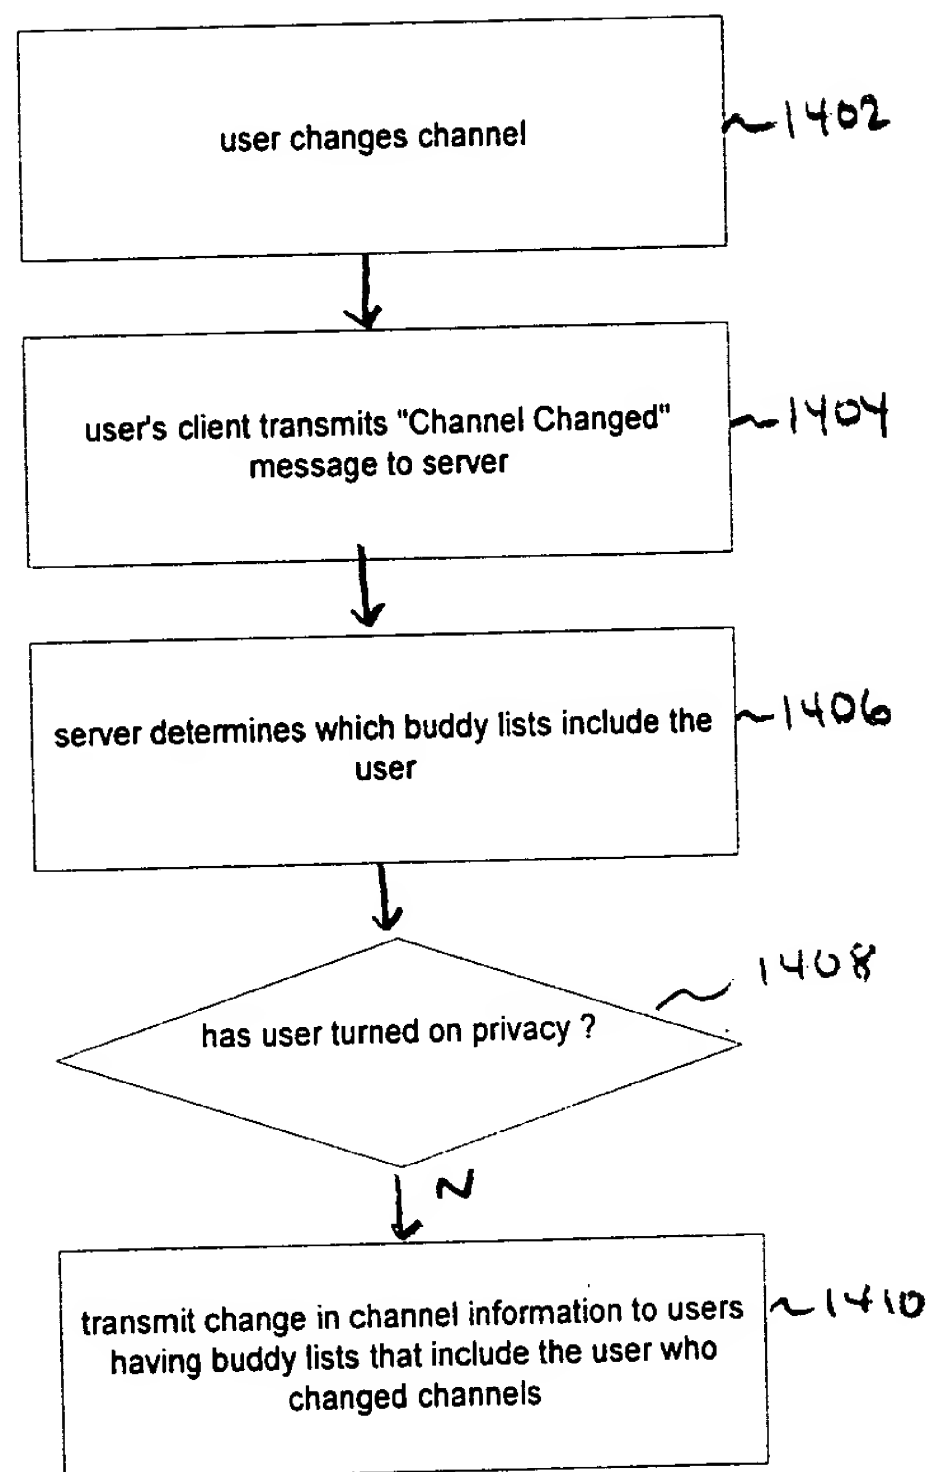 user changes channel
~1402
user's client transmits "Channel Changed"
message to server
~1404
server determines which buddy lists include the
user
~1406
1408
has user turned on privacy ?
N
transmit change in channel information to users
having buddy lists that include the user who
changed channels
~1410